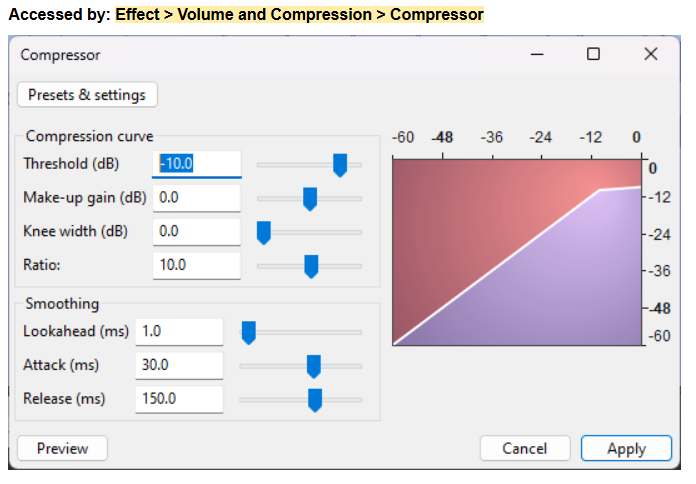 Accessed by: Effect > Volume and Compression > Compressor
Compressor
Presets & settings
Compression curve
Threshold (dB) -10.0
Make-up gain (dB) 0.0
Knee width (dB) 0.0
Ratio: 10.0
Smoothing
Lookahead (ms) 1.0
Attack (ms) 30.0
Release (ms) 150.0
-60 -48 -36 -24 -12 0
0
-12
-24
-36
-48
-60
Preview Cancel Apply